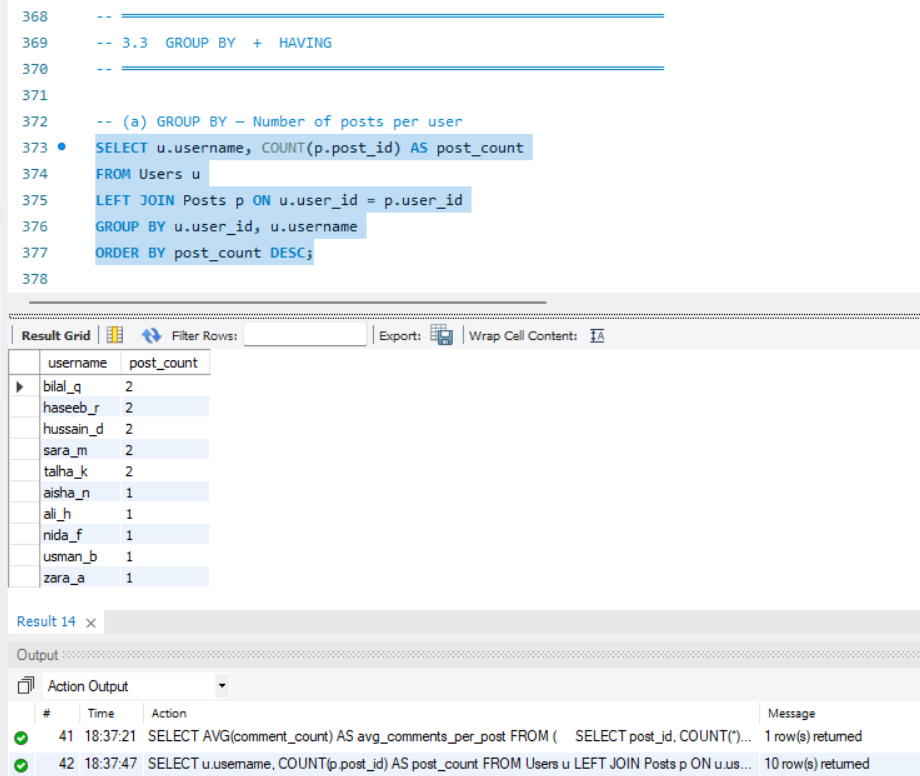 368 -- ════════════════════════════════════════
369 -- 3.3 GROUP BY + HAVING
370 -- ════════════════════════════════════════
371
372 -- (a) GROUP BY — Number of posts per user
373 SELECT u.username, COUNT(p.post_id) AS post_count
374 FROM Users u
375 LEFT JOIN Posts p ON u.user_id = p.user_id
376 GROUP BY u.user_id, u.username
377 ORDER BY post_count DESC;
378
Result Grid Filter Rows: Export: Wrap Cell Content: IA
username post_count
bilal_q 2
haseeb_r 2
hussain_d 2
sara_m 2
talha_k 2
aisha_n 1
ali_h 1
nida_f 1
usman_b 1
zara_a 1
Result 14 ×
Output
Action Output
# Time Action Message
41 18:37:21 SELECT AVG(comment_count) AS avg_comments_per_post FROM ( SELECT post_id, COUNT(*)... 1 row(s) returned
42 18:37:47 SELECT u.username, COUNT(p.post_id) AS post_count FROM Users u LEFT JOIN Posts p ON u.us... 10 row(s) returned